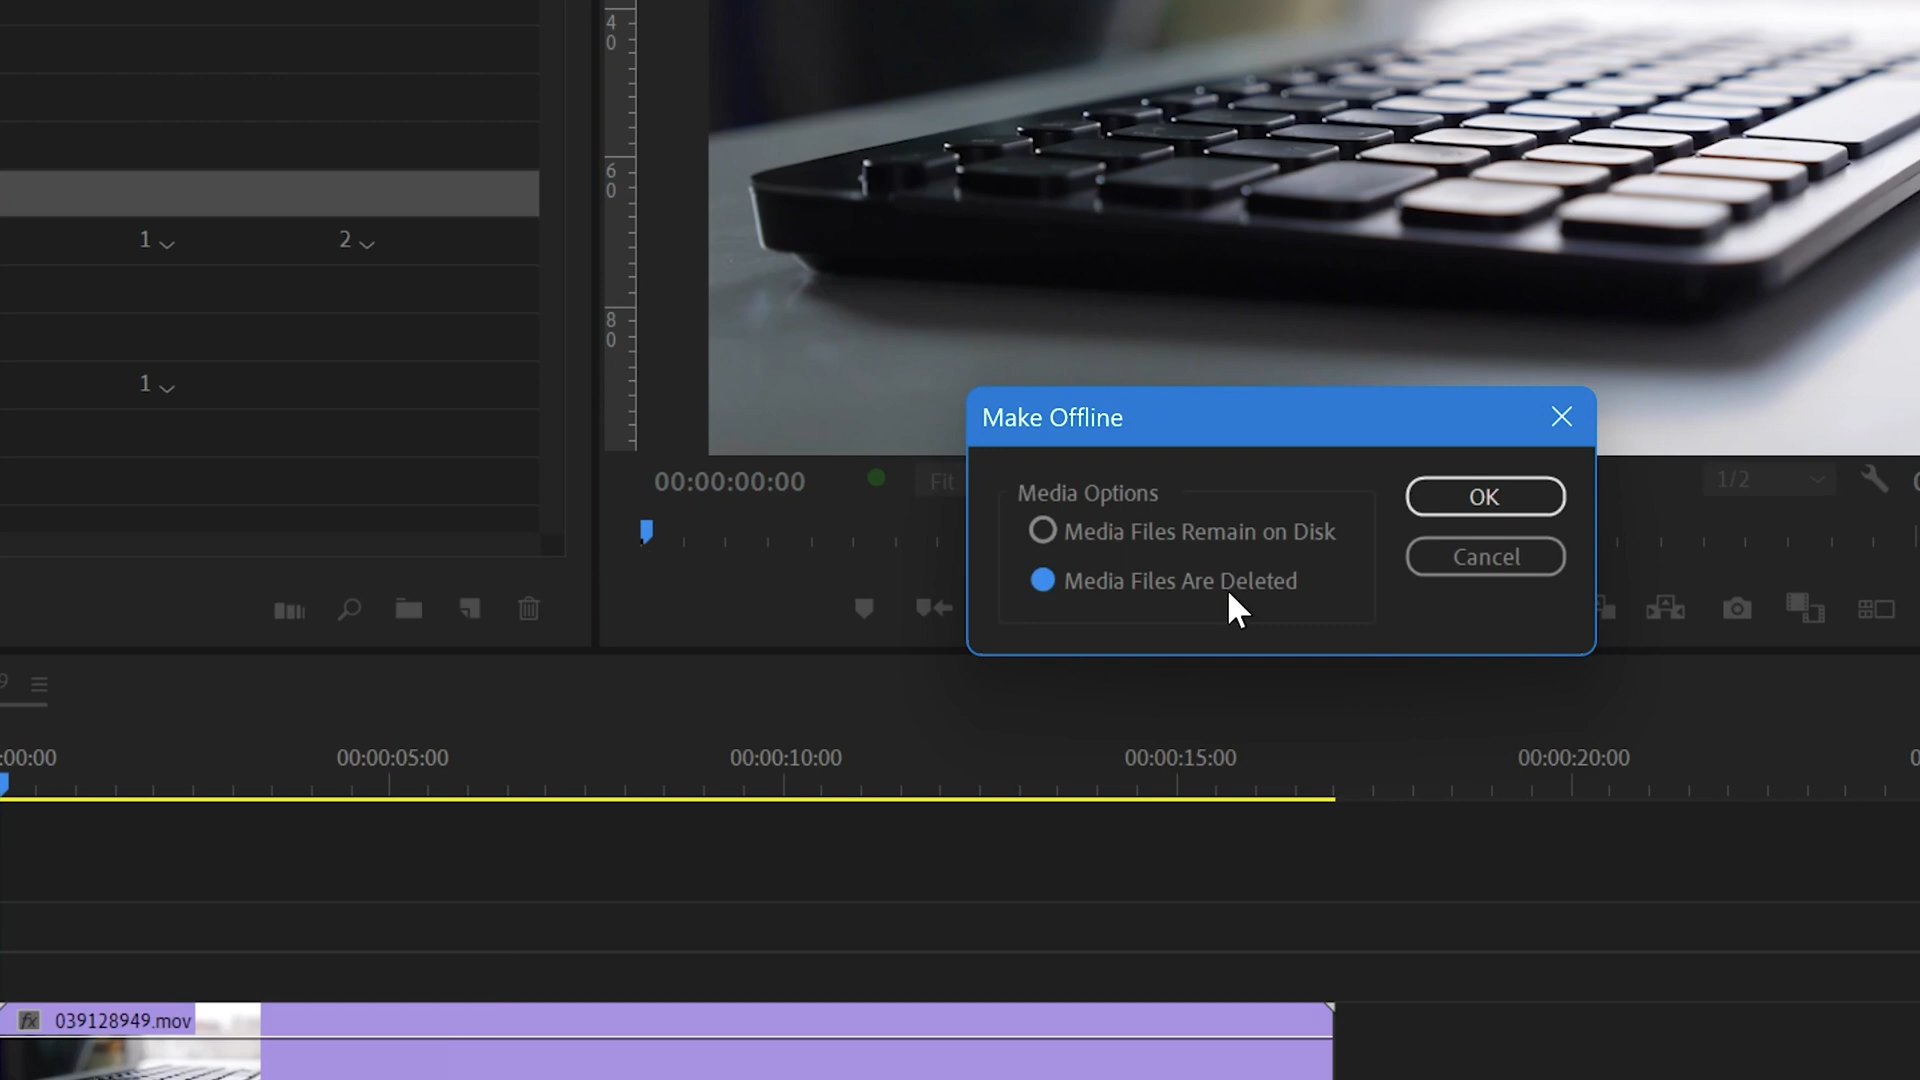 4
0
6
0
8
0
1
2
1
00:00:00:00
Fit
1/2
Make Offline
Media Options
Media Files Remain on Disk
Media Files Are Deleted
OK
Cancel
9
:00:00
00:00:05:00
00:00:10:00
00:00:15:00
00:00:20:00
fx
039128949.mov